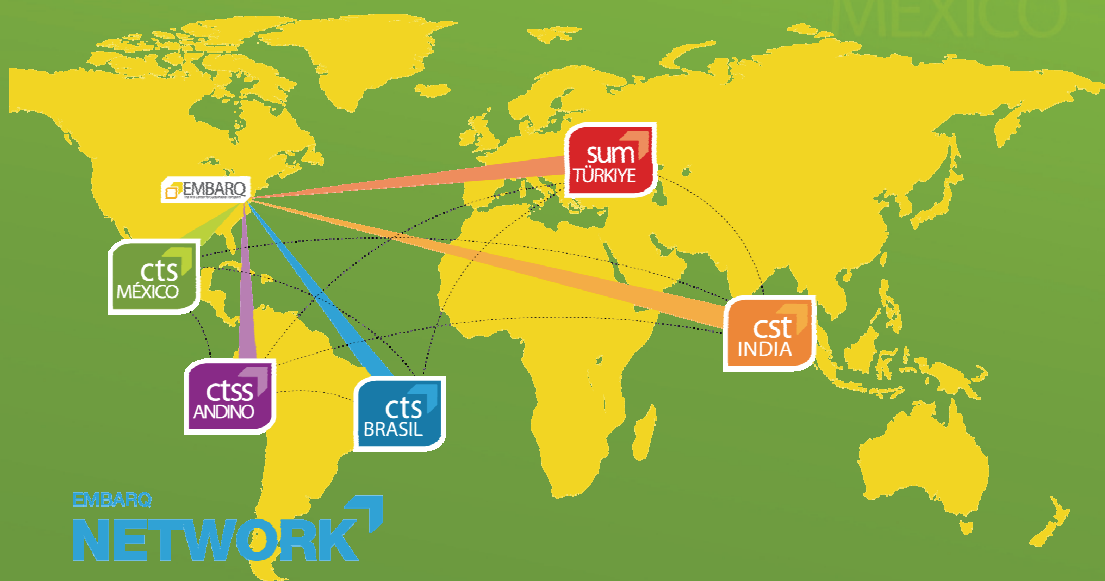 MÉXICO
sum
TÜRKIYE
EMBARQ
cts
MÉXICO
cst
INDIA
ctss
ANDINO
cts
BRASIL
EMBARQ
NETWORK